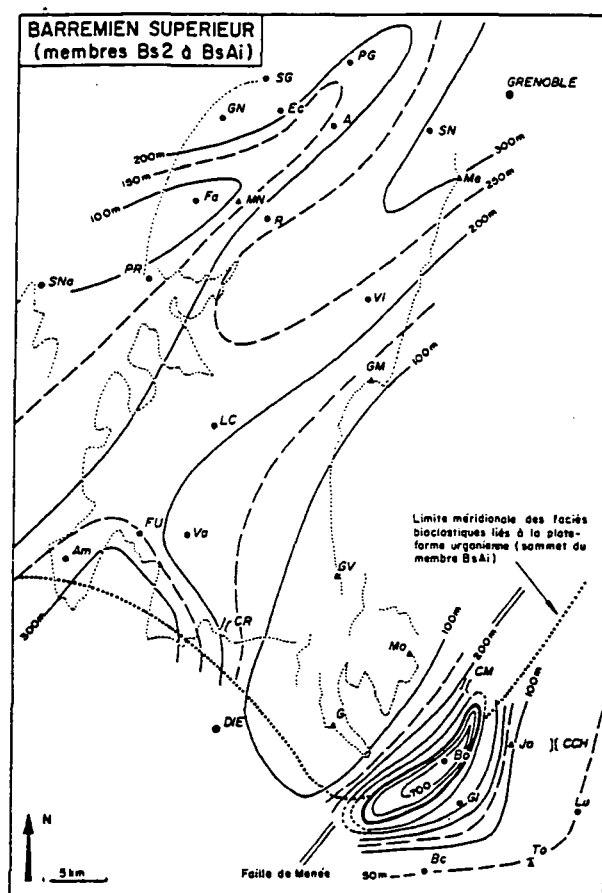 BARREMIEN SUPERIEUR
(membres Bs2 à BsAi)
PG
SG
GRENOBLE
GN
Ec
A
SN
200m
150m
300m
Me
250m
100m
Fa
MN
200m
R
PR
SNa
Vi
100m
GM
LC
Limite méridionale des faciès
bioclastiques liés à la plate-
forme urgonienne (sommet du
membre BsAi)
FU
Va
Am
GV
300m
CR
100m
200m
Mo
CM
100m
G
DIE
Ja
CCH
Bo
700
Gl
Lu
N
To
5km
Faille de Menée
Bc
50m